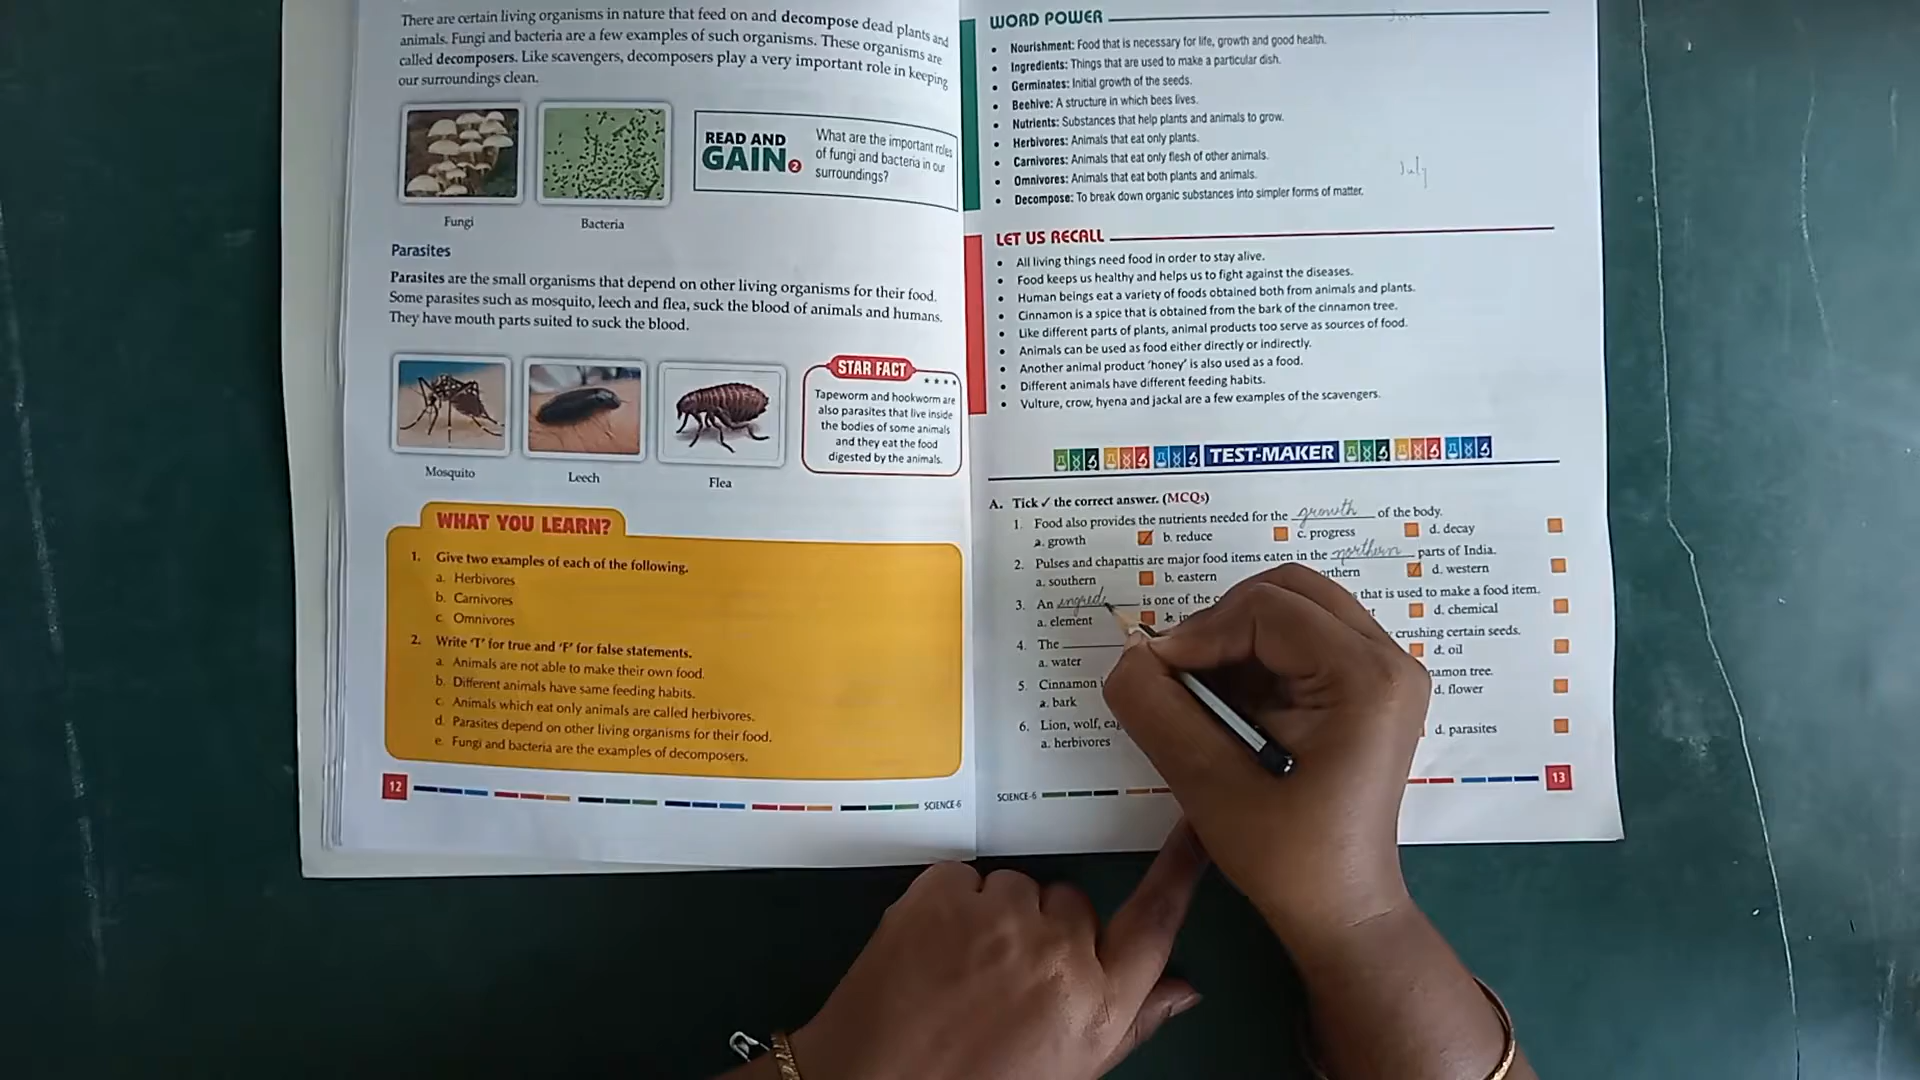 There are certain living organisms in nature that feed on and decompose dead plants and
animals. Fungi and bacteria are a few examples of such organisms. These organisms are
called decomposers. Like scavengers, decomposers play a very important role in keeping
our surroundings clean.
READ AND
GAIN 2
What are the important roles
of fungi and bacteria in our
surroundings?
Fungi
Bacteria
Parasites
Parasites are the small organisms that depend on other living organisms for their food.
Some parasites such as mosquito, leech and flea, suck the blood of animals and humans.
They have mouth parts suited to suck the blood.
STAR FACT
Tapeworm and hookworm are
also parasites that live inside
the bodies of some animals
and they eat the food
digested by the animals.
Mosquito
Leech
Flea
WHAT YOU LEARN?
1. Give two examples of each of the following.
a. Herbivores
b. Carnivores
c. Omnivores
2. Write 'T' for true and 'F' for false statements.
a. Animals are not able to make their own food.
b. Different animals have same feeding habits.
c. Animals which eat only animals are called herbivores.
d. Parasites depend on other living organisms for their food.
e. Fungi and bacteria are the examples of decomposers.
12
SCIENCE-6
WORD POWER
• Nourishment: Food that is necessary for life, growth and good health.
• Ingredients: Things that are used to make a particular dish.
• Germinates: Initial growth of the seeds.
• Beehive: A structure in which bees lives.
• Nutrients: Substances that help plants and animals to grow.
• Herbivores: Animals that eat only plants.
• Carnivores: Animals that eat only flesh of other animals.
• Omnivores: Animals that eat both plants and animals.
• Decompose: To break down organic substances into simpler forms of matter.
July
LET US RECALL
• All living things need food in order to stay alive.
• Food keeps us healthy and helps us to fight against the diseases.
• Human beings eat a variety of foods obtained both from animals and plants.
• Cinnamon is a spice that is obtained from the bark of the cinnamon tree.
• Like different parts of plants, animal products too serve as sources of food.
• Animals can be used as food either directly or indirectly.
• Another animal product 'honey' is also used as a food.
• Different animals have different feeding habits.
• Vulture, crow, hyena and jackal are a few examples of the scavengers.
TEST-MAKER
A. Tick ✓ the correct answer. (MCQs)
1. Food also provides the nutrients needed for the growth of the body.
a. growth b. reduce c. progress d. decay
2. Pulses and chapattis are major food items eaten in the northern parts of India.
a. southern b. eastern orthern d. western
3. An ingredi is one of the that is used to make a food item.
a. element b. d. chemical
4. The crushing certain seeds.
a. water d. oil
5. Cinnamon namon tree.
a. bark d. flower
6. Lion, wolf,
a. herbivores d. parasites
SCIENCE-6
13